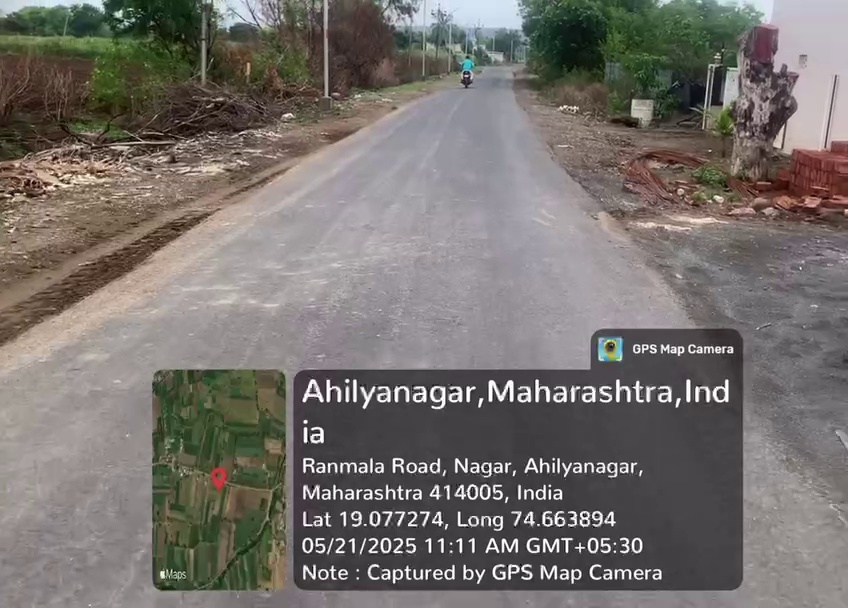 GPS Map Camera
Ahilyanagar,Maharashtra,Ind
ia
Ranmala Road, Nagar, Ahilyanagar,
Maharashtra 414005, India
Lat 19.077274, Long 74.663894
05/21/2025 11:11 AM GMT+05:30
Note : Captured by GPS Map Camera
Maps